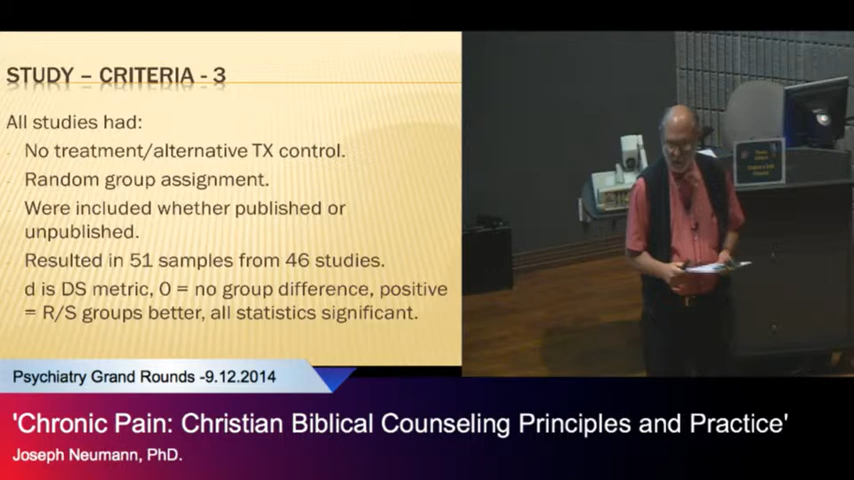 STUDY – CRITERIA - 3
All studies had:
No treatment/alternative TX control.
Random group assignment.
Were included whether published or
unpublished.
Resulted in 51 samples from 46 studies.
d is DS metric, 0 = no group difference, positive
= R/S groups better, all statistics significant.
Psychiatry Grand Rounds -9.12.2014
'Chronic Pain: Christian Biblical Counseling Principles and Practice'
Joseph Neumann, PhD.